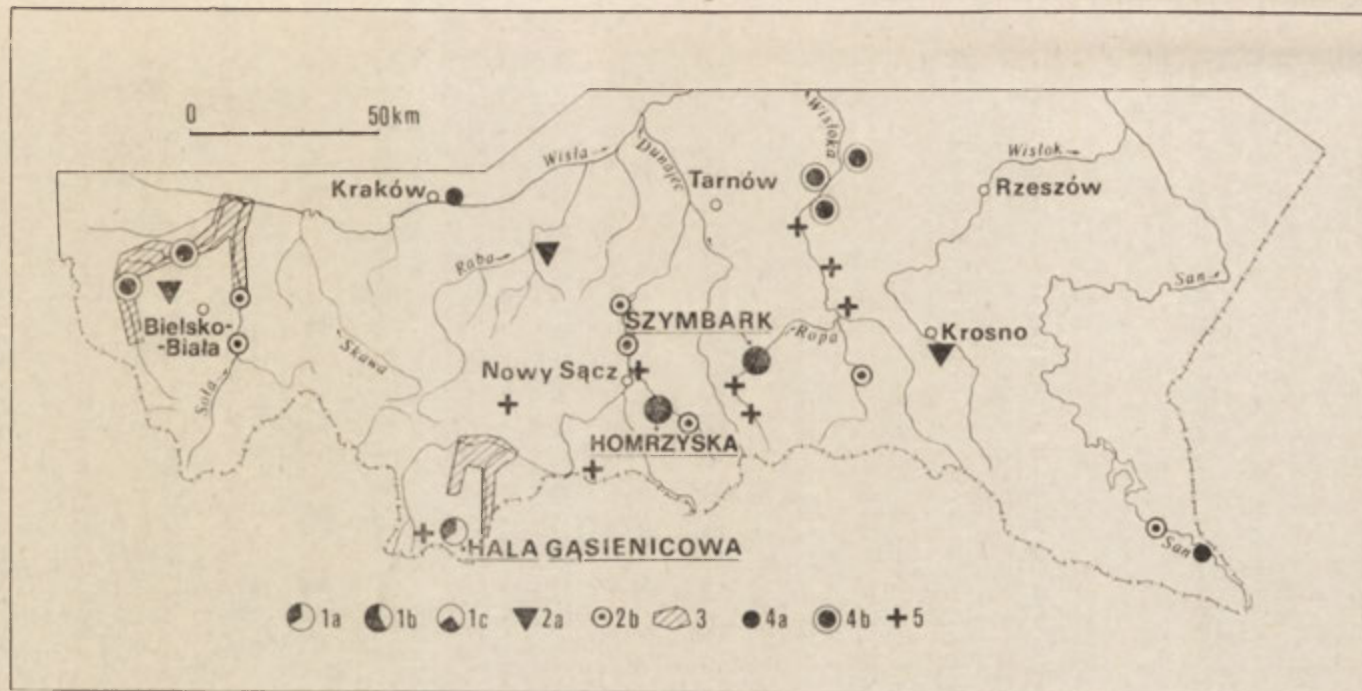 0 50km
Wisłoka
Wisła
Dunajec
Wisłok
Kraków
Tarnów
Rzeszów
Raba
San
SZYMBARK
Bielsko-
-Biała
Ropa
Krosno
Skawa
Nowy Sącz
Soła
HOMRZYSKA
HALA GĄSIENICOWA
San
1a 1b 1c 2a 2b 3 4a 4b 5